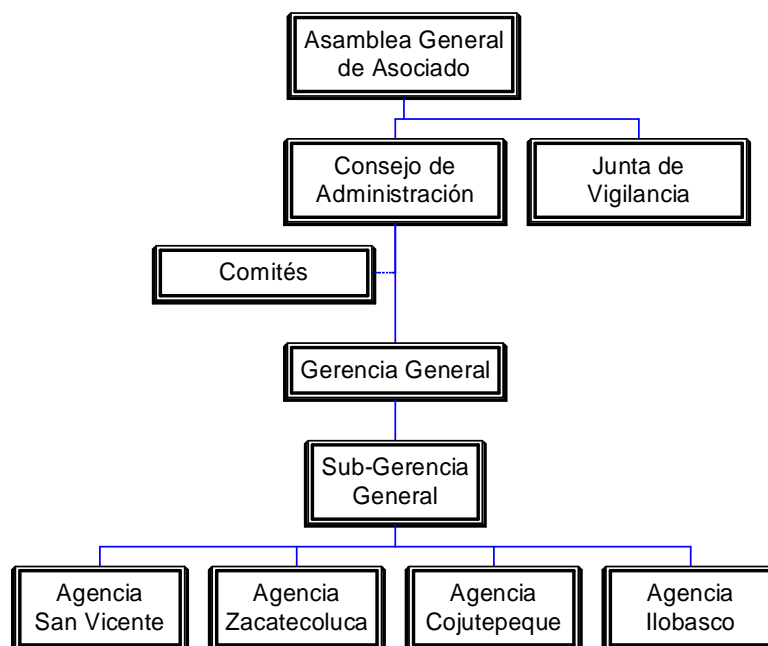 Asamblea General
de Asociado
Consejo de
Administración
Junta de
Vigilancia
Comités
Gerencia General
Sub-Gerencia
General
Agencia
San Vicente
Agencia
Zacatecoluca
Agencia
Cojutepeque
Agencia
Ilobasco